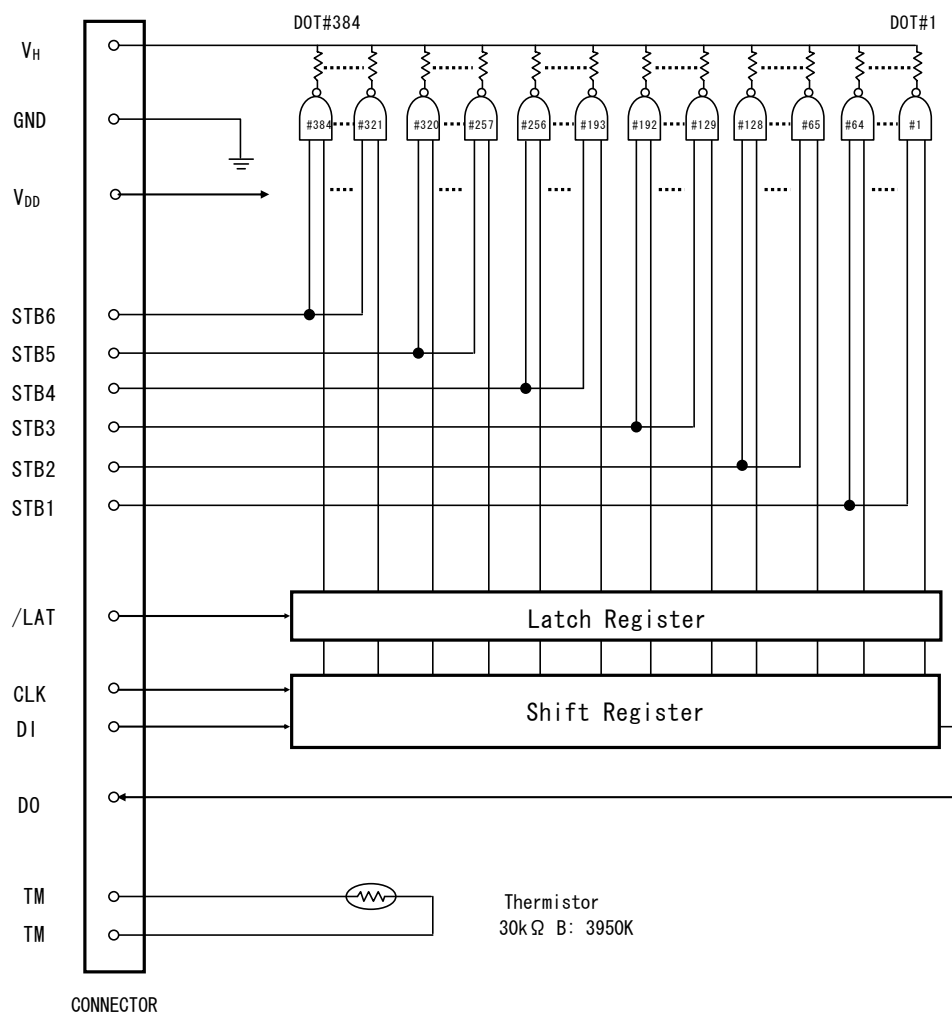 DOT#384 DOT#1
VH
GND
#384 #321 #320 #257 #256 #193 #192 #129 #128 #65 #64 #1
VDD
STB6
STB5
STB4
STB3
STB2
STB1
/LAT
Latch Register
CLK
Shift Register
DI
DO
TM
Thermistor
30kΩ B: 3950K
TM
CONNECTOR